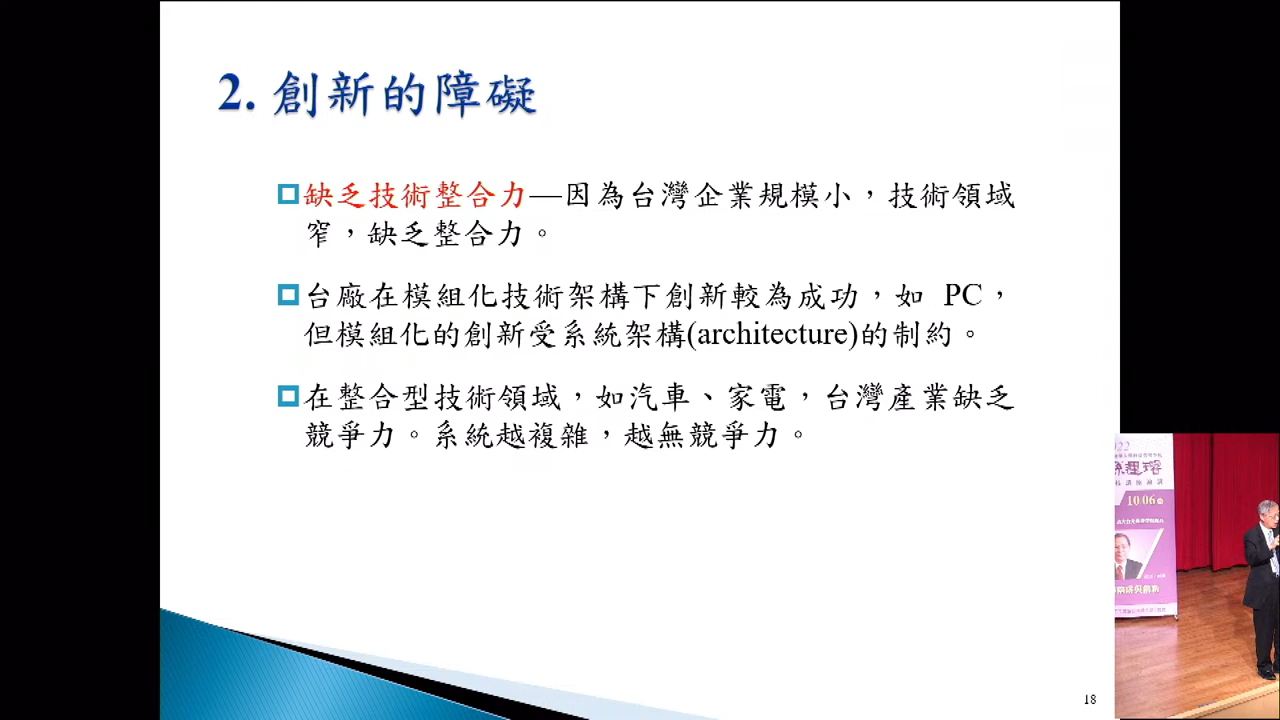 2. 創新的障礙
缺乏技術整合力—因為台灣企業規模小，技術領域
窄，缺乏整合力。
台廠在模組化技術架構下創新較為成功，如 PC，
但模組化的創新受系統架構(architecture)的制約。
在整合型技術領域，如汽車、家電，台灣產業缺乏
競爭力。系統越複雜，越無競爭力。
18
10/06